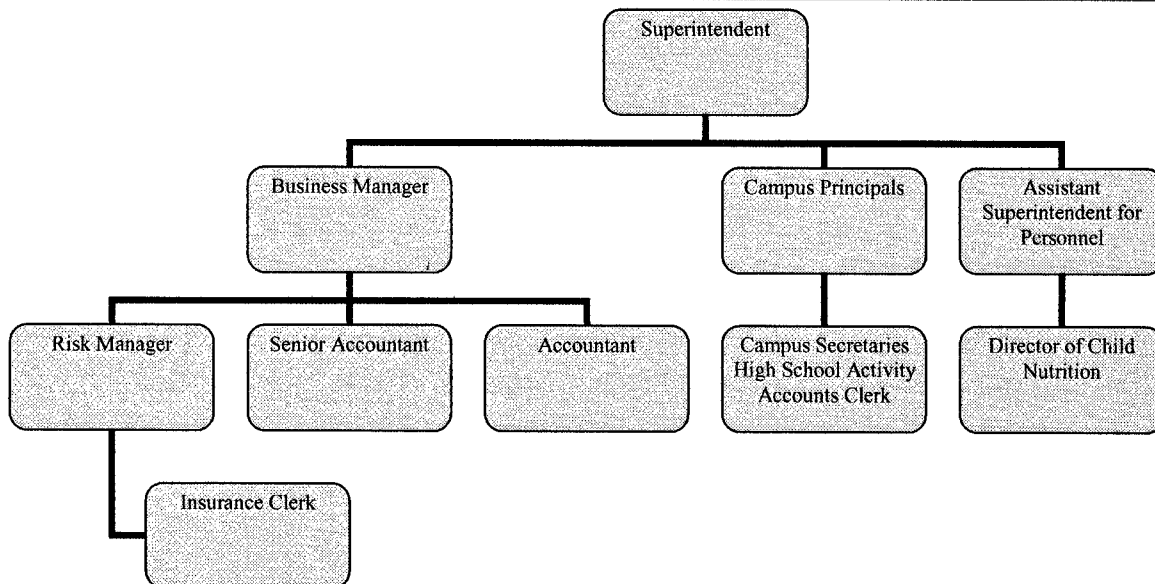 Superintendent
Business Manager
Campus Principals
Assistant
Superintendent for
Personnel
Risk Manager
Senior Accountant
Accountant
Campus Secretaries
High School Activity
Accounts Clerk
Director of Child
Nutrition
Insurance Clerk